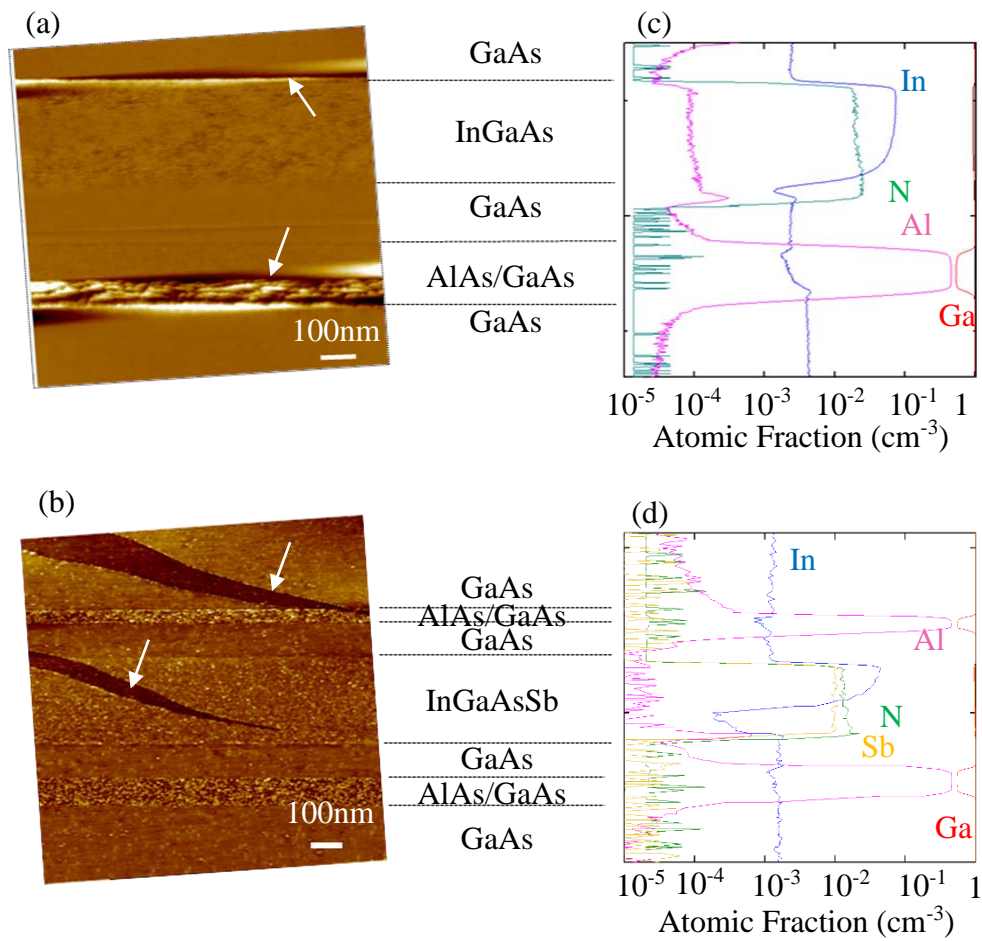 (a)
GaAs
InGaAs
GaAs
AlAs/GaAs
GaAs
100nm
(c)
In
N
Al
Ga
10-5 10-4 10-3 10-2 10-1 1
Atomic Fraction (cm-3)
(b)
GaAs
AlAs/GaAs
GaAs
InGaAsSb
GaAs
AlAs/GaAs
GaAs
100nm
(d)
In
Al
N
Sb
Ga
10-5 10-4 10-3 10-2 10-1 1
Atomic Fraction (cm-3)